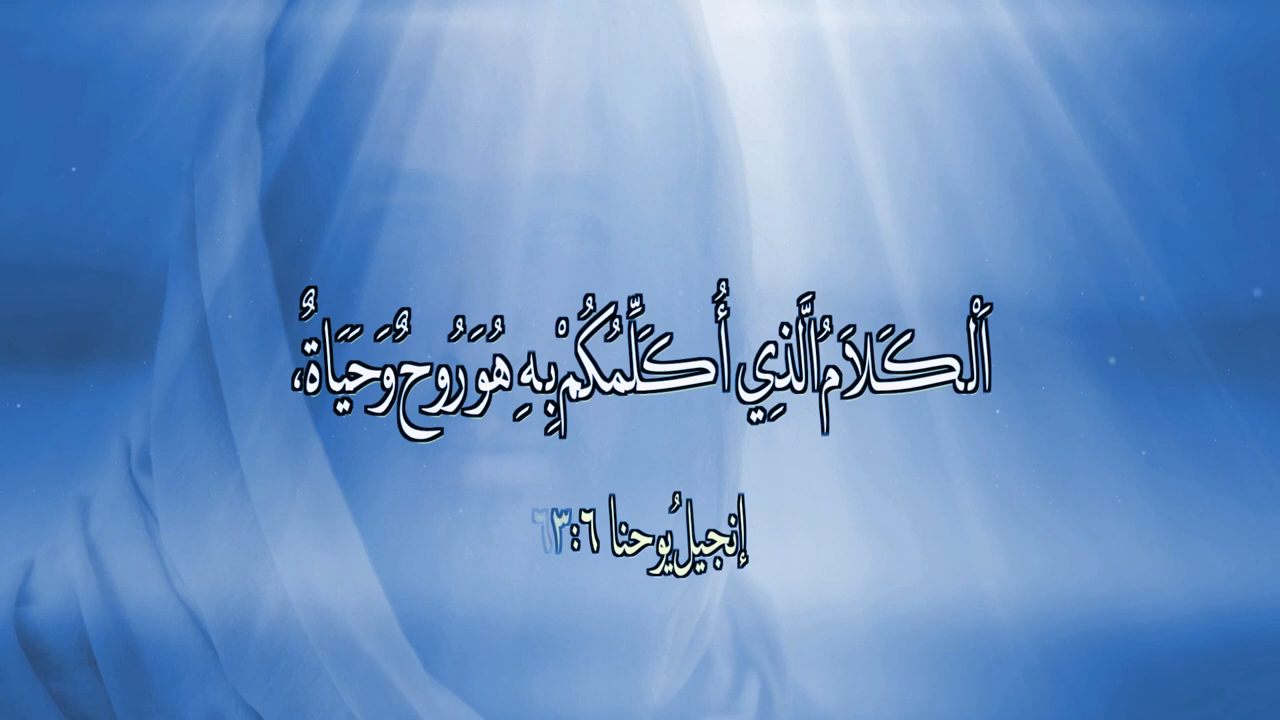 اَلْكَلاَمُ الَّذِي أُكَلِّمُكُمْ بِهِ هُوَ رُوحٌ وَحَيَاةٌ،
إنجيلُ يوحنا ٦:٦٣